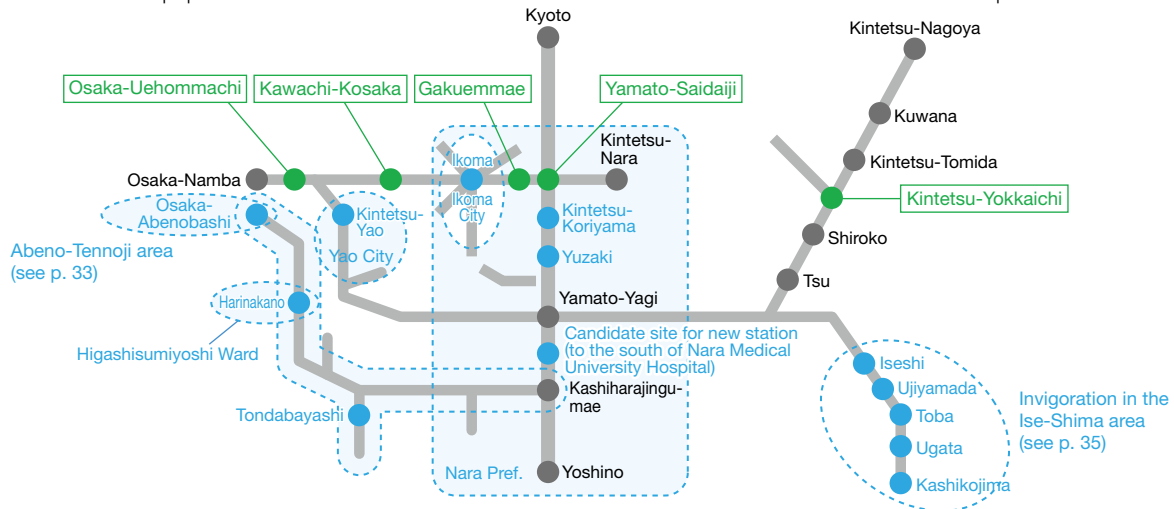 Kyoto
Kintetsu-Nagoya
Osaka-Uehommachi
Kawachi-Kosaka
Gakuemmae
Yamato-Saidaiji
Kuwana
Kintetsu-
Nara
Ikoma
Kintetsu-Tomida
Osaka-Namba
Ikoma
City
Osaka-
Abenobashi
Kintetsu-
Yao
Kintetsu-
Koriyama
Kintetsu-Yokkaichi
Abeno-Tennoji area
(see p. 33)
Yao City
Yuzaki
Shiroko
Tsu
Harinakano
Yamato-Yagi
Higashisumiyoshi Ward
Candidate site for new station
(to the south of Nara Medical
University Hospital)
Iseshi
Kashiharajingu-
mae
Ujiyamada
Tondabayashi
Toba
Invigoration in the
Ise-Shima area
(see p. 35)
Ugata
Nara Pref.
Yoshino
Kashikojima